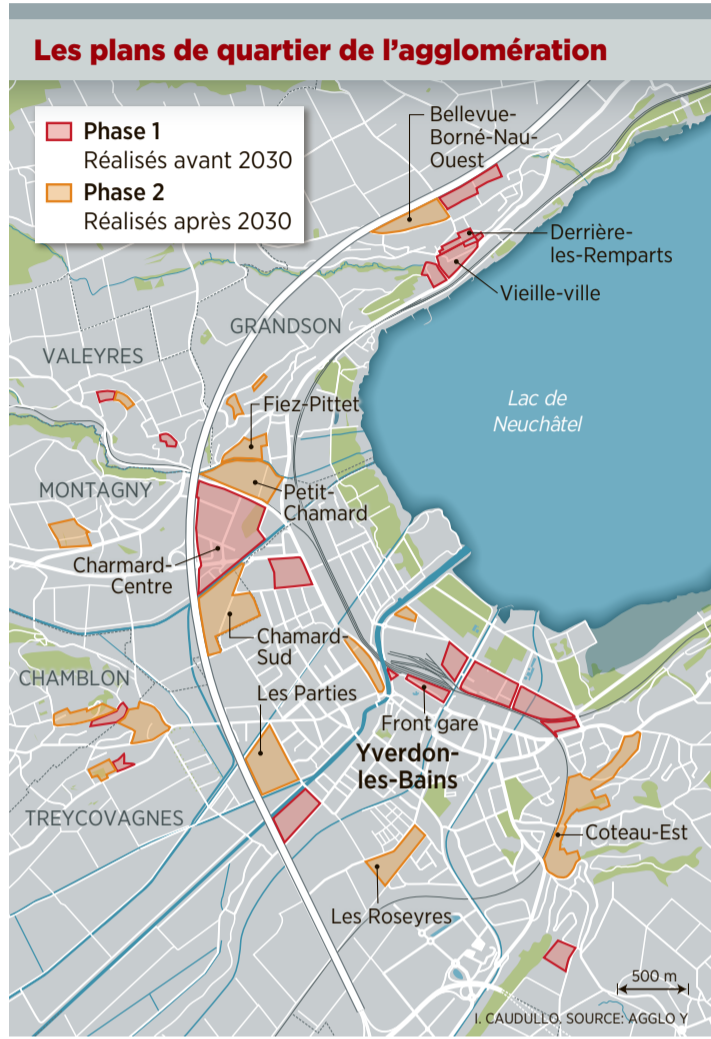 Les plans de quartier de l'agglomération
Phase 1
Réalisés avant 2030
Phase 2
Réalisés après 2030
Bellevue-
Borné-Nau-
Ouest
Derrière-
les-Remparts
Vieille-ville
GRANDSON
VALEYRES
Lac de
Neuchâtel
Fiez-Pittet
MONTAGNY
Petit-
Chamard
Charmard-
Centre
Chamard-
Sud
CHAMBLON
Les Parties
Front gare
Yverdon-
les-Bains
TREYCOVAGNES
Coteau-Est
Les Roseyres
500 m
I. CAUDULLO. SOURCE: AGGLO Y